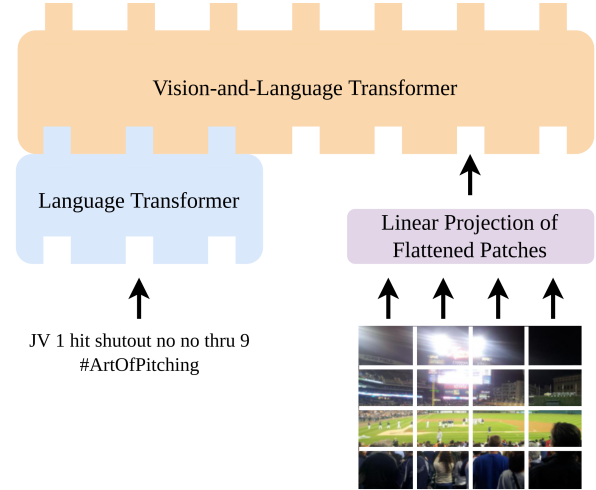 Vision-and-Language Transformer
Language Transformer
Linear Projection of
Flattened Patches
JV 1 hit shutout no no thru 9
#ArtOfPitching